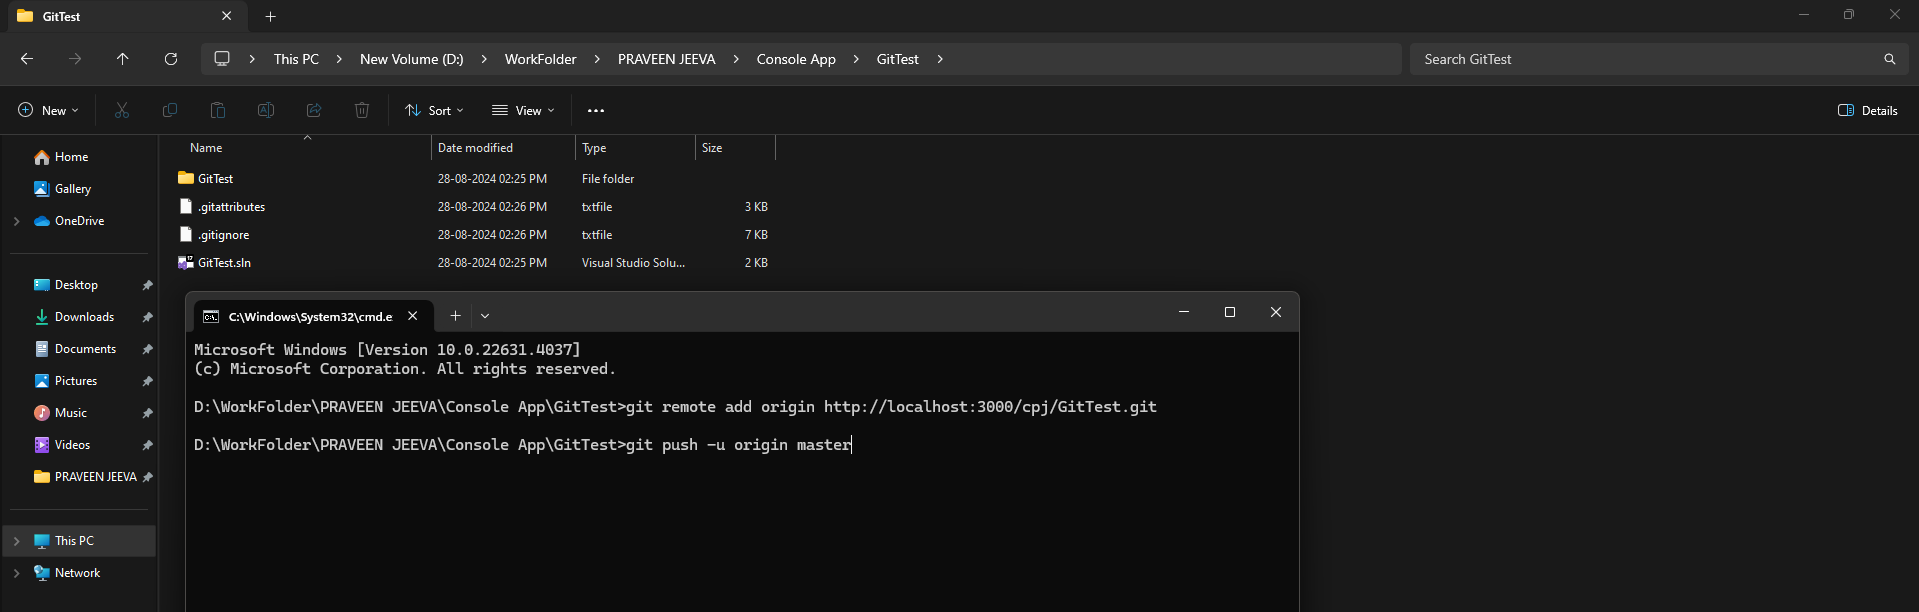 GitTest
This PC > New Volume (D:) > WorkFolder > PRAVEEN JEEVA > Console App > GitTest >
Search GitTest
New
Sort
View
Details
Name Date modified Type Size
GitTest 28-08-2024 02:25 PM File folder
.gitattributes 28-08-2024 02:26 PM txtfile 3 KB
.gitignore 28-08-2024 02:26 PM txtfile 7 KB
GitTest.sln 28-08-2024 02:25 PM Visual Studio Solu... 2 KB
Home
Gallery
OneDrive
Desktop
Downloads
Documents
Pictures
Music
Videos
PRAVEEN JEEVA
This PC
Network
C:\Windows\System32\cmd.e
Microsoft Windows [Version 10.0.22631.4037]
(c) Microsoft Corporation. All rights reserved.
D:\WorkFolder\PRAVEEN JEEVA\Console App\GitTest>git remote add origin http://localhost:3000/cpj/GitTest.git
D:\WorkFolder\PRAVEEN JEEVA\Console App\GitTest>git push -u origin master